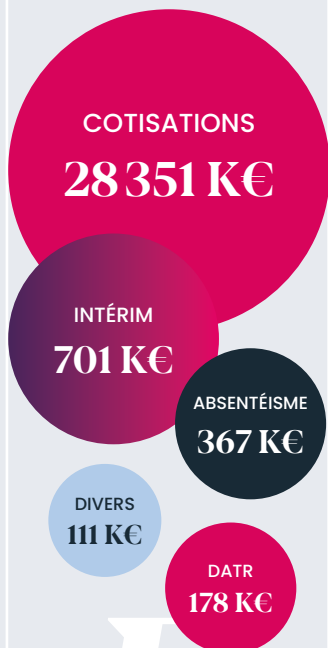 COTISATIONS
28 351 K€
INTÉRIM
701 K€
ABSENTÉISME
367 K€
DIVERS
111 K€
DATR
178 K€